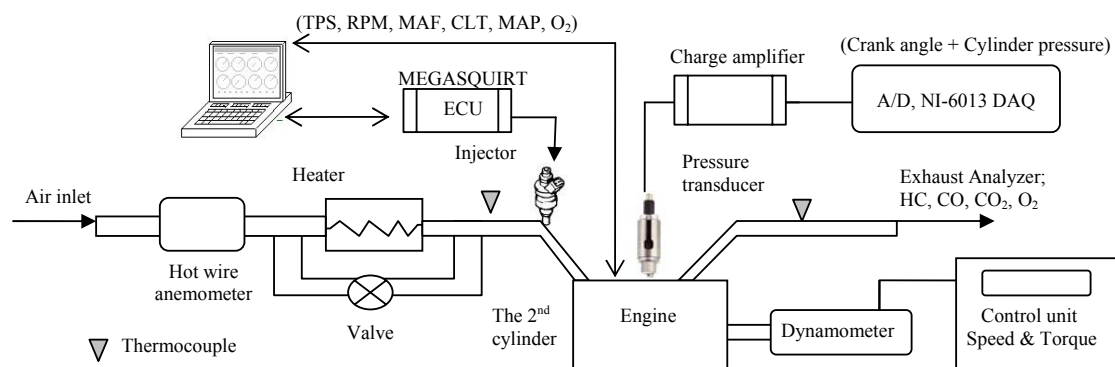 (TPS, RPM, MAF, CLT, MAP, O₂)
Charge amplifier
(Crank angle + Cylinder pressure)
MEGASQUIRT
ECU
A/D, NI-6013 DAQ
Injector
Pressure
transducer
Exhaust Analyzer;
HC, CO, CO₂, O₂
Heater
Air inlet
Hot wire
anemometer
Valve
The 2ⁿᵈ
cylinder
Engine
Dynamometer
Control unit
Speed & Torque
Thermocouple